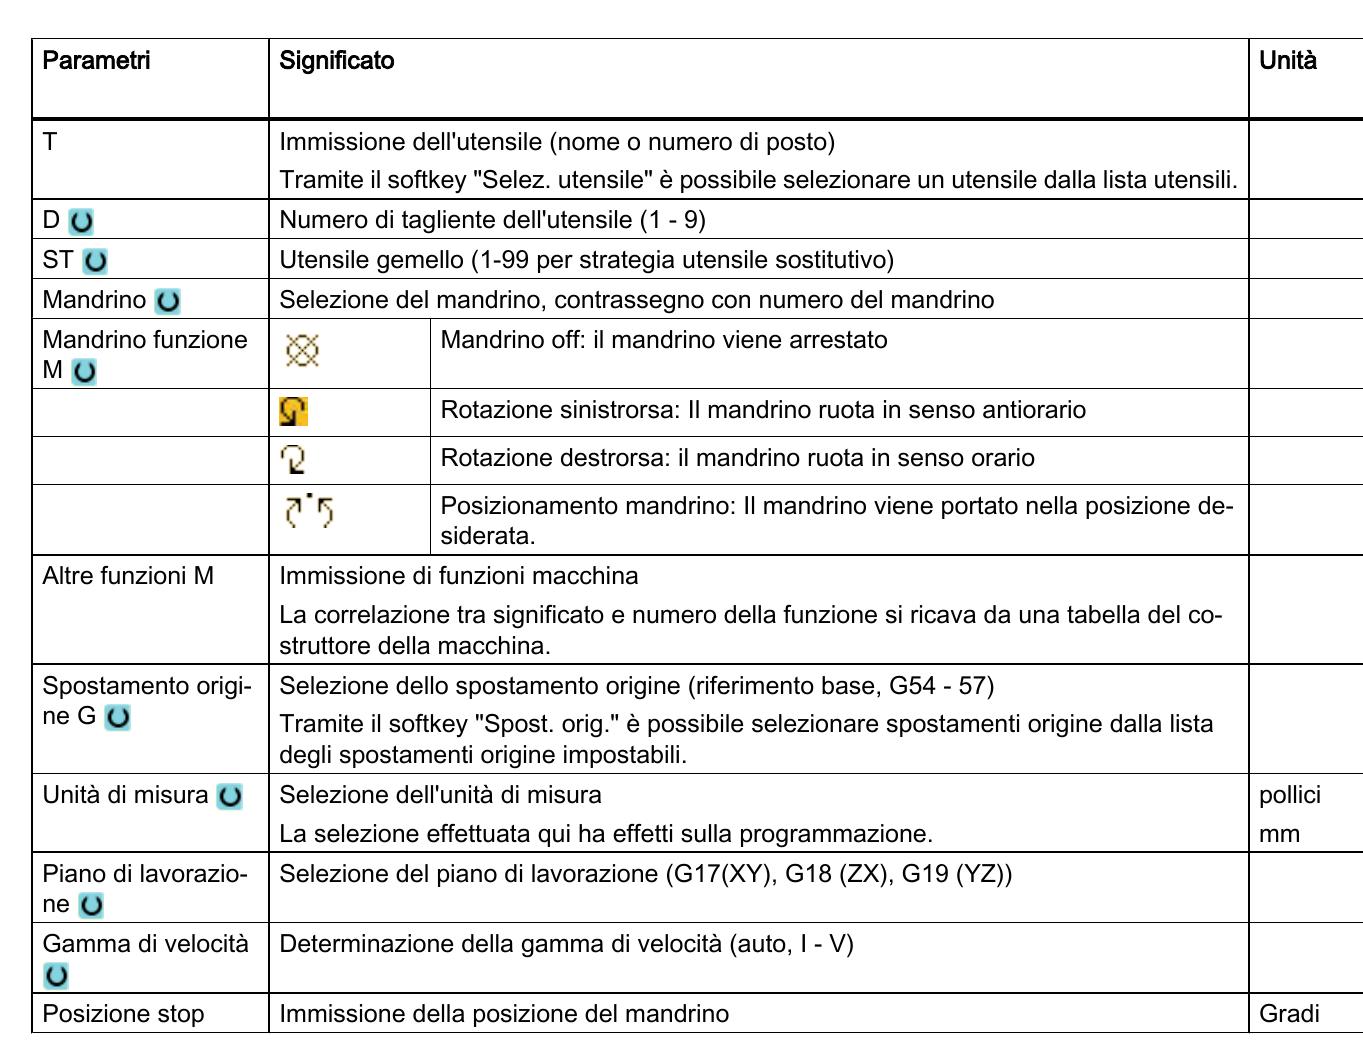 Parametri Significato Unità
T Immissione dell'utensile (nome o numero di posto)
Tramite il softkey "Selez. utensile" è possibile selezionare un utensile dalla lista utensili.
D Numero di tagliente dell'utensile (1 - 9)
ST Utensile gemello (1-99 per strategia utensile sostitutivo)
Mandrino Selezione del mandrino, contrassegno con numero del mandrino
Mandrino funzione
M
Mandrino off: il mandrino viene arrestato
Rotazione sinistrorsa: Il mandrino ruota in senso antiorario
Rotazione destrorsa: il mandrino ruota in senso orario
Posizionamento mandrino: Il mandrino viene portato nella posizione de-
siderata.
Altre funzioni M Immissione di funzioni macchina
La correlazione tra significato e numero della funzione si ricava da una tabella del co-
struttore della macchina.
Spostamento origi-
ne G
Selezione dello spostamento origine (riferimento base, G54 - 57)
Tramite il softkey "Spost. orig." è possibile selezionare spostamenti origine dalla lista
degli spostamenti origine impostabili.
Unità di misura Selezione dell'unità di misura pollici
La selezione effettuata qui ha effetti sulla programmazione. mm
Piano di lavorazio-
ne
Selezione del piano di lavorazione (G17(XY), G18 (ZX), G19 (YZ))
Gamma di velocità Determinazione della gamma di velocità (auto, I - V)
Posizione stop Immissione della posizione del mandrino Gradi